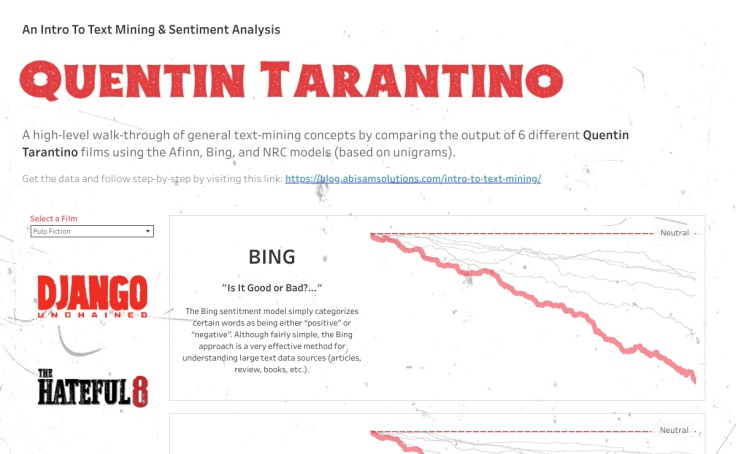 An Intro To Text Mining & Sentiment Analysis
QUENTIN TARANTINO
A high-level walk-through of general text-mining concepts by comparing the output of 6 different Quentin
Tarantino films using the Afinn, Bing, and NRC models (based on unigrams).
Get the data and follow step-by-step by visiting this link: https://blog.abisamsolutions.com/intro-to-text-mining/
Select a Film
Pulp Fiction
DJANGO
UNCHAINED
THE
HATEFUL 8
BING
"Is It Good or Bad?..."
The Bing sentitment model simply categorizes
certain words as being either "positive" or
"negative". Although fairly simple, the Bing
approach is a very effective method for
understanding large text data sources (articles,
review, books, etc.).
Neutral
Neutral